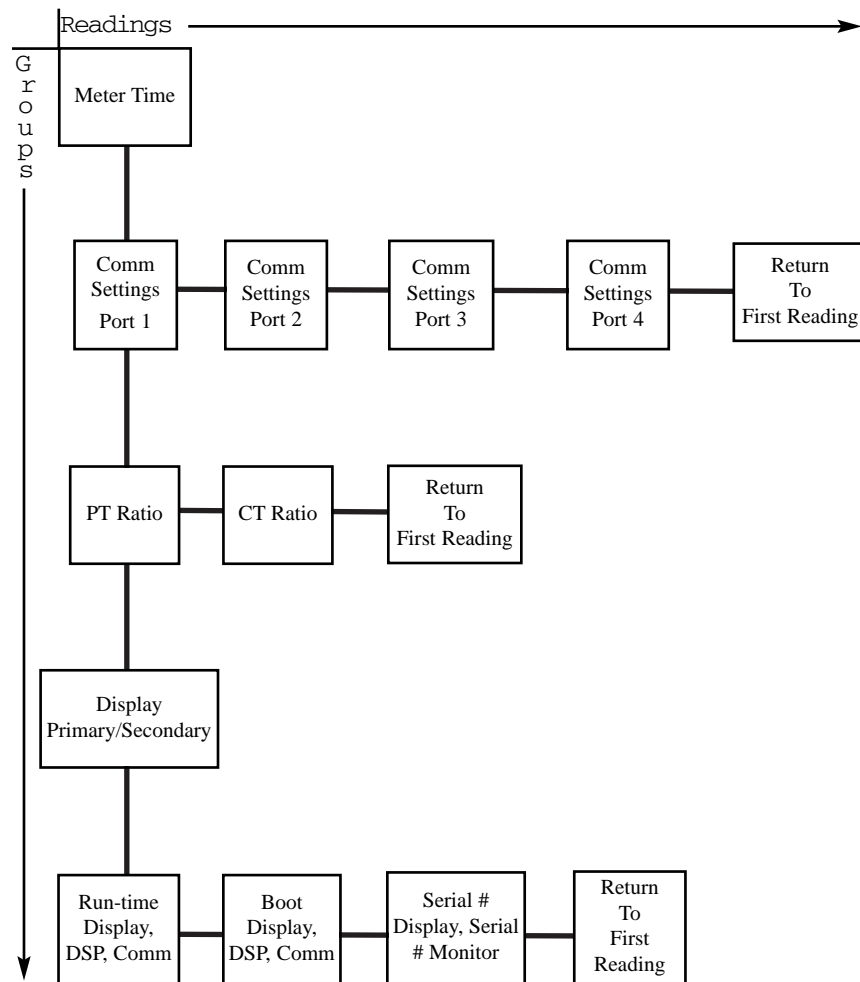 Readings
Groups
Meter Time
Comm
Settings
Port 1
Comm
Settings
Port 2
Comm
Settings
Port 3
Comm
Settings
Port 4
Return
To
First Reading
PT Ratio
CT Ratio
Return
To
First Reading
Display
Primary/Secondary
Run-time
Display,
DSP, Comm
Boot
Display,
DSP, Comm
Serial #
Display, Serial
# Monitor
Return
To
First
Reading